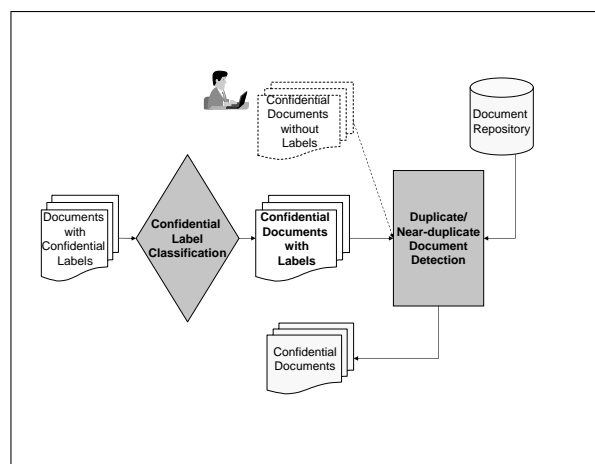 Confidential
Documents
without
Labels
Document
Repository
Documents
with
Confidential
Labels
Confidential
Label
Classification
Confidential
Documents
with
Labels
Duplicate/
Near-duplicate
Document
Detection
Confidential
Documents